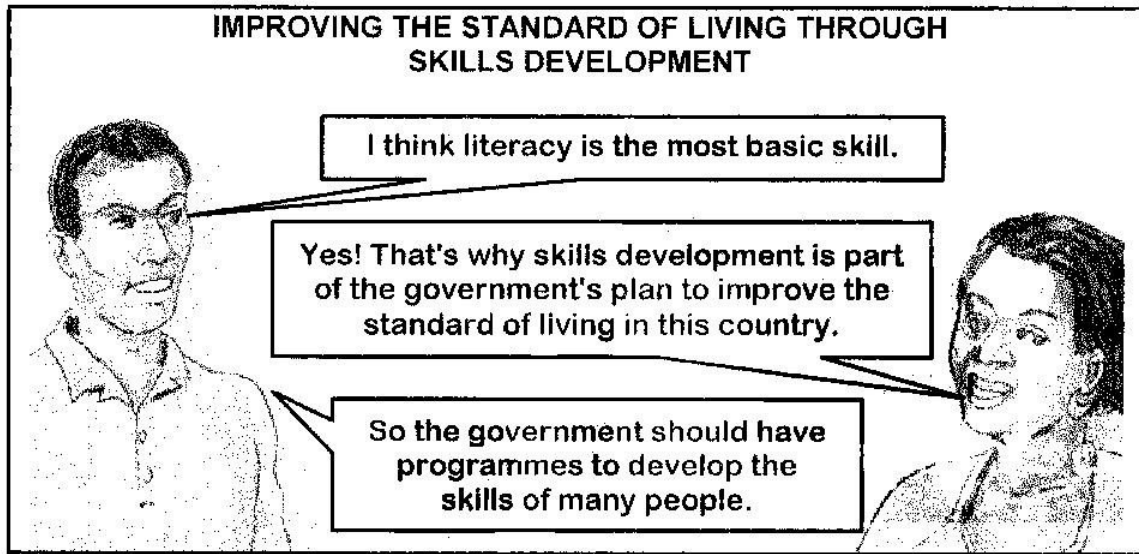 IMPROVING THE STANDARD OF LIVING THROUGH
SKILLS DEVELOPMENT
I think literacy is the most basic skill.
Yes! That's why skills development is part
of the government's plan to improve the
standard of living in this country.
So the government should have
programmes to develop the
skills of many people.